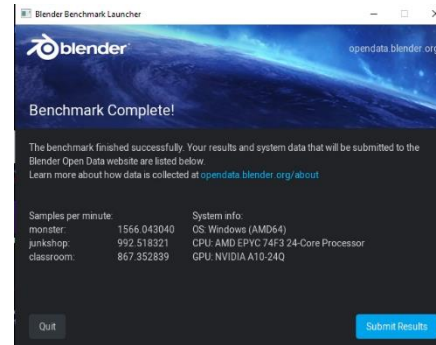 Blender Benchmark Launcher
blender
opendata.blender.org
Benchmark Complete!
The benchmark finished successfully. Your results and system data that will be submitted to the
Blender Open Data website are listed below.
Learn more about how data is collected at opendata.blender.org/about
Samples per minute:
monster: 1566.043040
junkshop: 992.518321
classroom: 867.352839
System info:
OS: Windows (AMD64)
CPU: AMD EPYC 74F3 24-Core Processor
GPU: NVIDIA A10-24Q
Quit
Submit Results